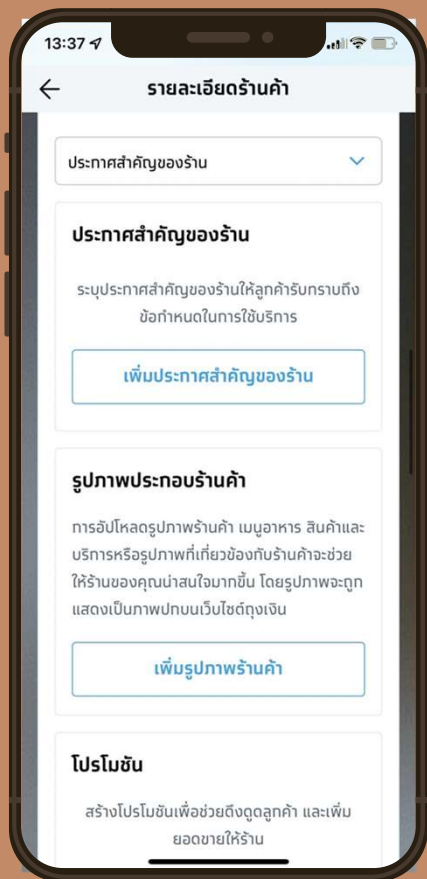 13:37
รายละเอียดร้านค้า
ประกาศสำคัญของร้าน
ประกาศสำคัญของร้าน
ระบุประกาศสำคัญของร้านให้ลูกค้ารับทราบถึง
ข้อกำหนดในการใช้บริการ
เพิ่มประกาศสำคัญของร้าน
รูปภาพประกอบร้านค้า
การอัปโหลดรูปภาพร้านค้า เมนูอาหาร สินค้าและ
บริการหรือรูปภาพที่เกี่ยวข้องกับร้านค้าจะช่วย
ให้ร้านของคุณน่าสนใจมากขึ้น โดยรูปภาพจะถูก
แสดงเป็นภาพปกบนเว็บไซต์ถุงเงิน
เพิ่มรูปภาพร้านค้า
โปรโมชัน
สร้างโปรโมชันเพื่อช่วยดึงดูดลูกค้า และเพิ่ม
ยอดขายให้ร้าน